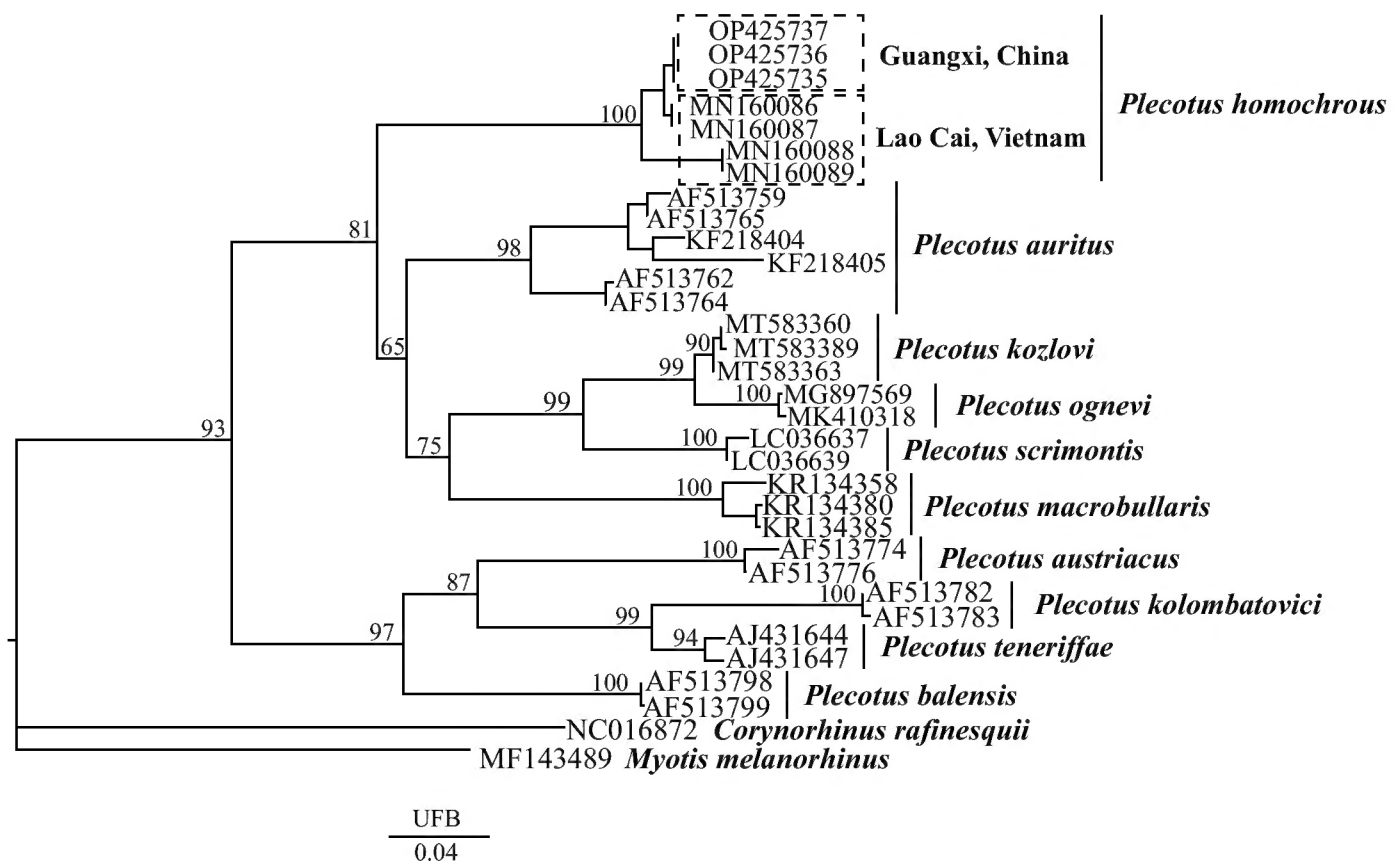 OP425737
OP425736
OP425735
Guangxi, China
MN160086
MN160087
MN160088
MN160089
Lao Cai, Vietnam
Plecotus homochrous
100
AF513759
AF513765
KF218404
KF218405
AF513762
AF513764
Plecotus auritus
81
98
MT583360
MT583389
MT583363
Plecotus kozlovi
65
90
99
MG897569
MK410318
Plecotus ognevi
100
99
LC036637
LC036639
Plecotus scrimontis
100
93
75
KR134358
KR134380
KR134385
Plecotus macrobullaris
100
AF513774
AF513776
Plecotus austriacus
100
87
AF513782
AF513783
Plecotus kolombatovici
100
99
97
AJ431644
AJ431647
Plecotus teneriffae
94
AF513798
AF513799
Plecotus balensis
100
NC016872 Corynorhinus rafinesquii
MF143489 Myotis melanorhinus
UFB
0.04